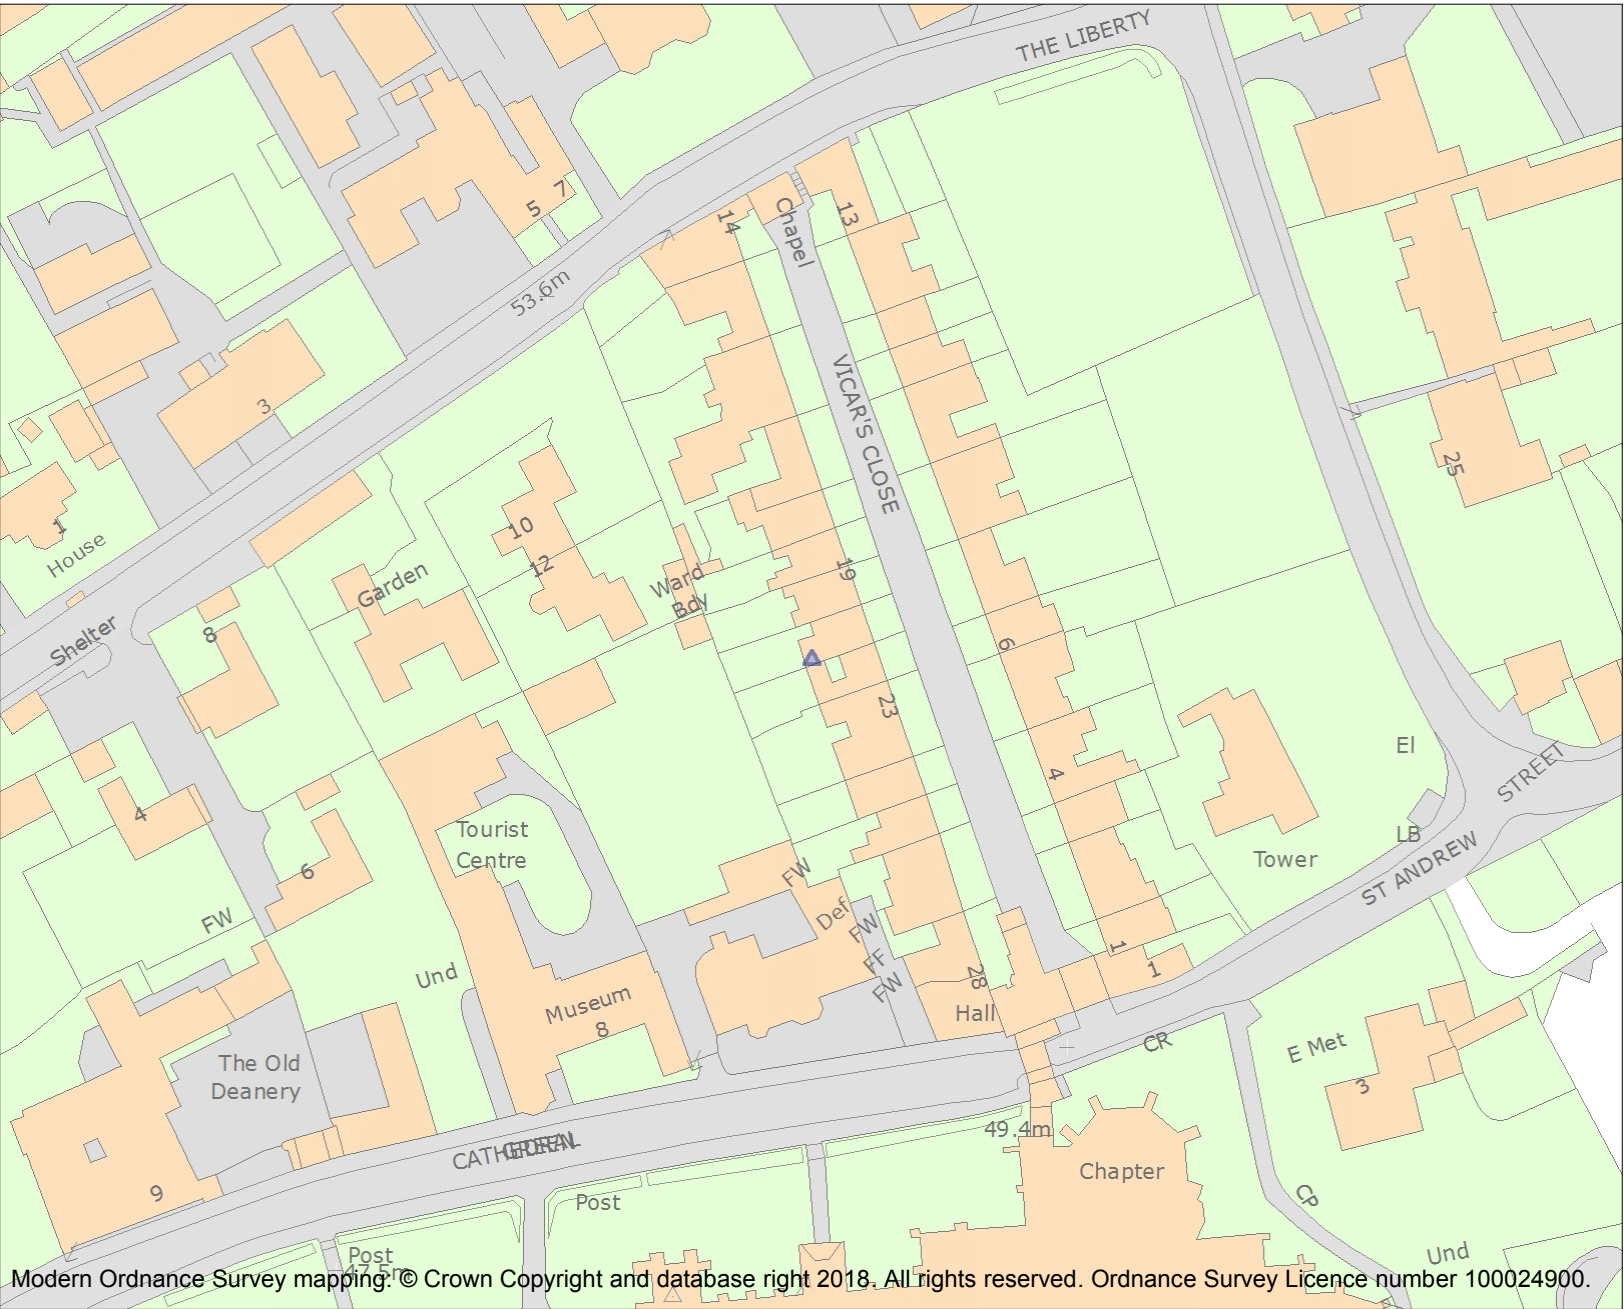 THE LIBERTY
7
5
14
Chapel
13
53.6m
3
VICAR'S CLOSE
25
1
House
10
12
Garden
Ward
Bdy
19
Shelter
8
6
23
El
STREET
4
4
Tourist
Centre
LB
Tower
ST ANDREW
6
FW
FW
Def
FW
FF
FW
Und
1
1
28
Hall
Museum
8
The Old
Deanery
CR
E Met
3
CATHEDRAL
GREEN
49.4m
Chapter
9
Post
CP
Post
47.5m
Und
Modern Ordnance Survey mapping: © Crown Copyright and database right 2018. All rights reserved. Ordnance Survey Licence number 100024900.